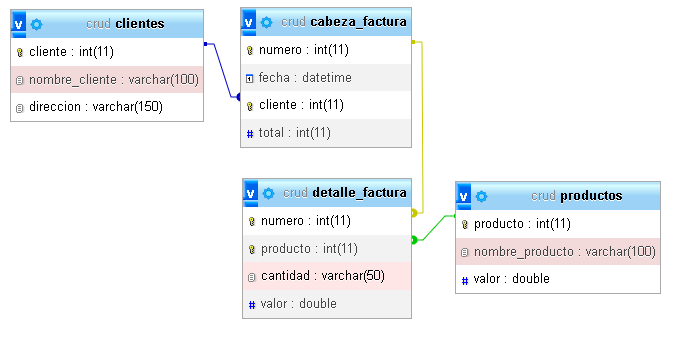 crud clientes
cliente : int(11)
nombre_cliente : varchar(100)
direccion : varchar(150)
crud cabeza_factura
numero : int(11)
fecha : datetime
cliente : int(11)
# total : int(11)
crud detalle_factura
numero : int(11)
producto : int(11)
cantidad : varchar(50)
# valor : double
crud productos
producto : int(11)
nombre_producto : varchar(100)
# valor : double